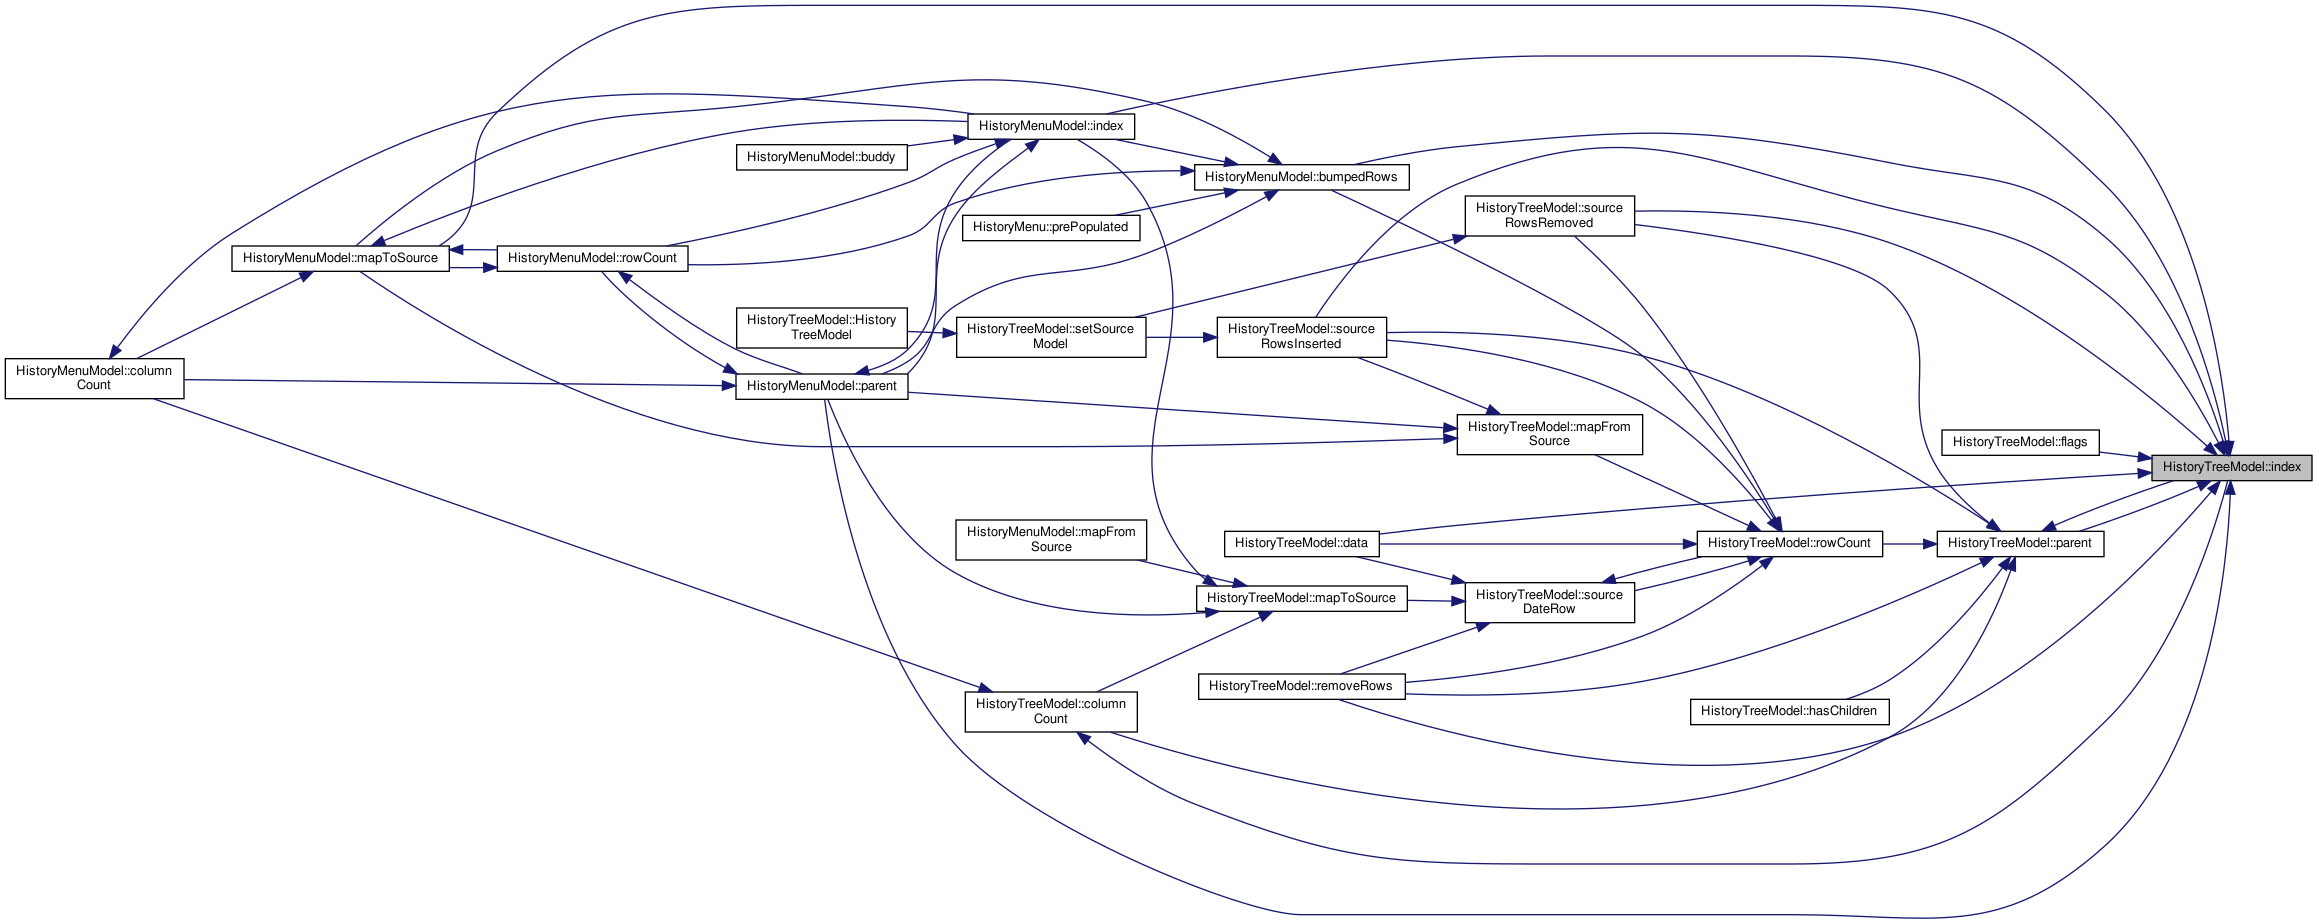 HistoryMenuModel::index
HistoryMenuModel::buddy
HistoryMenuModel::bumpedRows
HistoryTreeModel::source
RowsRemoved
HistoryMenu::prePopulated
HistoryMenuModel::mapToSource
HistoryMenuModel::rowCount
HistoryTreeModel::History
TreeModel
HistoryTreeModel::setSource
Model
HistoryTreeModel::source
RowsInserted
HistoryMenuModel::column
Count
HistoryMenuModel::parent
HistoryTreeModel::mapFrom
Source
HistoryTreeModel::flags
HistoryTreeModel::index
HistoryMenuModel::mapFrom
Source
HistoryTreeModel::data
HistoryTreeModel::rowCount
HistoryTreeModel::parent
HistoryTreeModel::mapToSource
HistoryTreeModel::source
DateRow
HistoryTreeModel::removeRows
HistoryTreeModel::column
Count
HistoryTreeModel::hasChildren